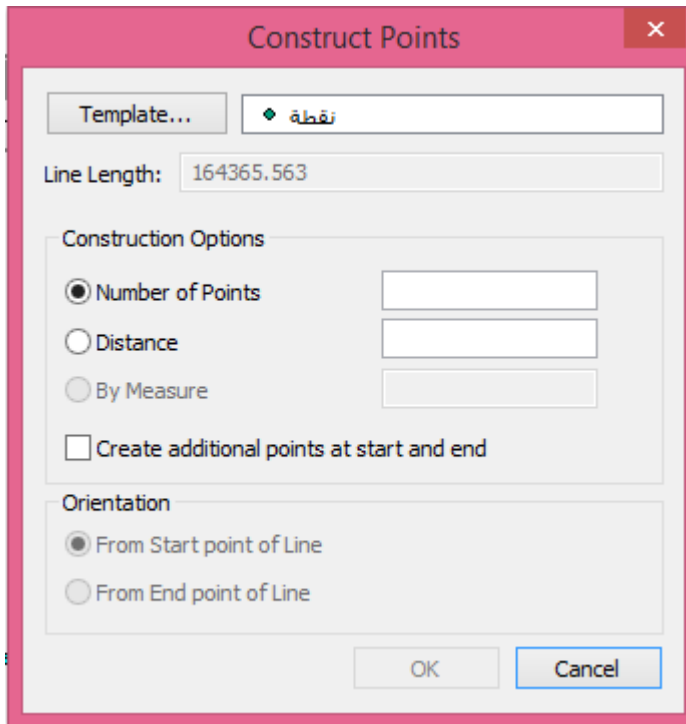 Construct Points
Template...
نقطة
Line Length: 164365.563
Construction Options
Number of Points
Distance
By Measure
Create additional points at start and end
Orientation
From Start point of Line
From End point of Line
OK Cancel